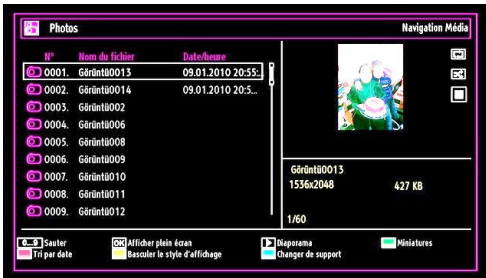 Photos Navigation Média
N° Nom du fichier Date/heure
0001. Görüntü0013 09.01.2010 20:55:..
0002. Görüntü0014 09.01.2010 20:5...
0003. Görüntü002
0004. Görüntü006
0005. Görüntü008
0006. Görüntü009
0007. Görüntü010
0008. Görüntü011
0009. Görüntü012
Görüntü0013
1536x2048 427 KB
1/60
0...9 Sauter OK Afficher plein écran Diaporama Miniatures
Tri par date Basculer le style d'affichage Changer de support